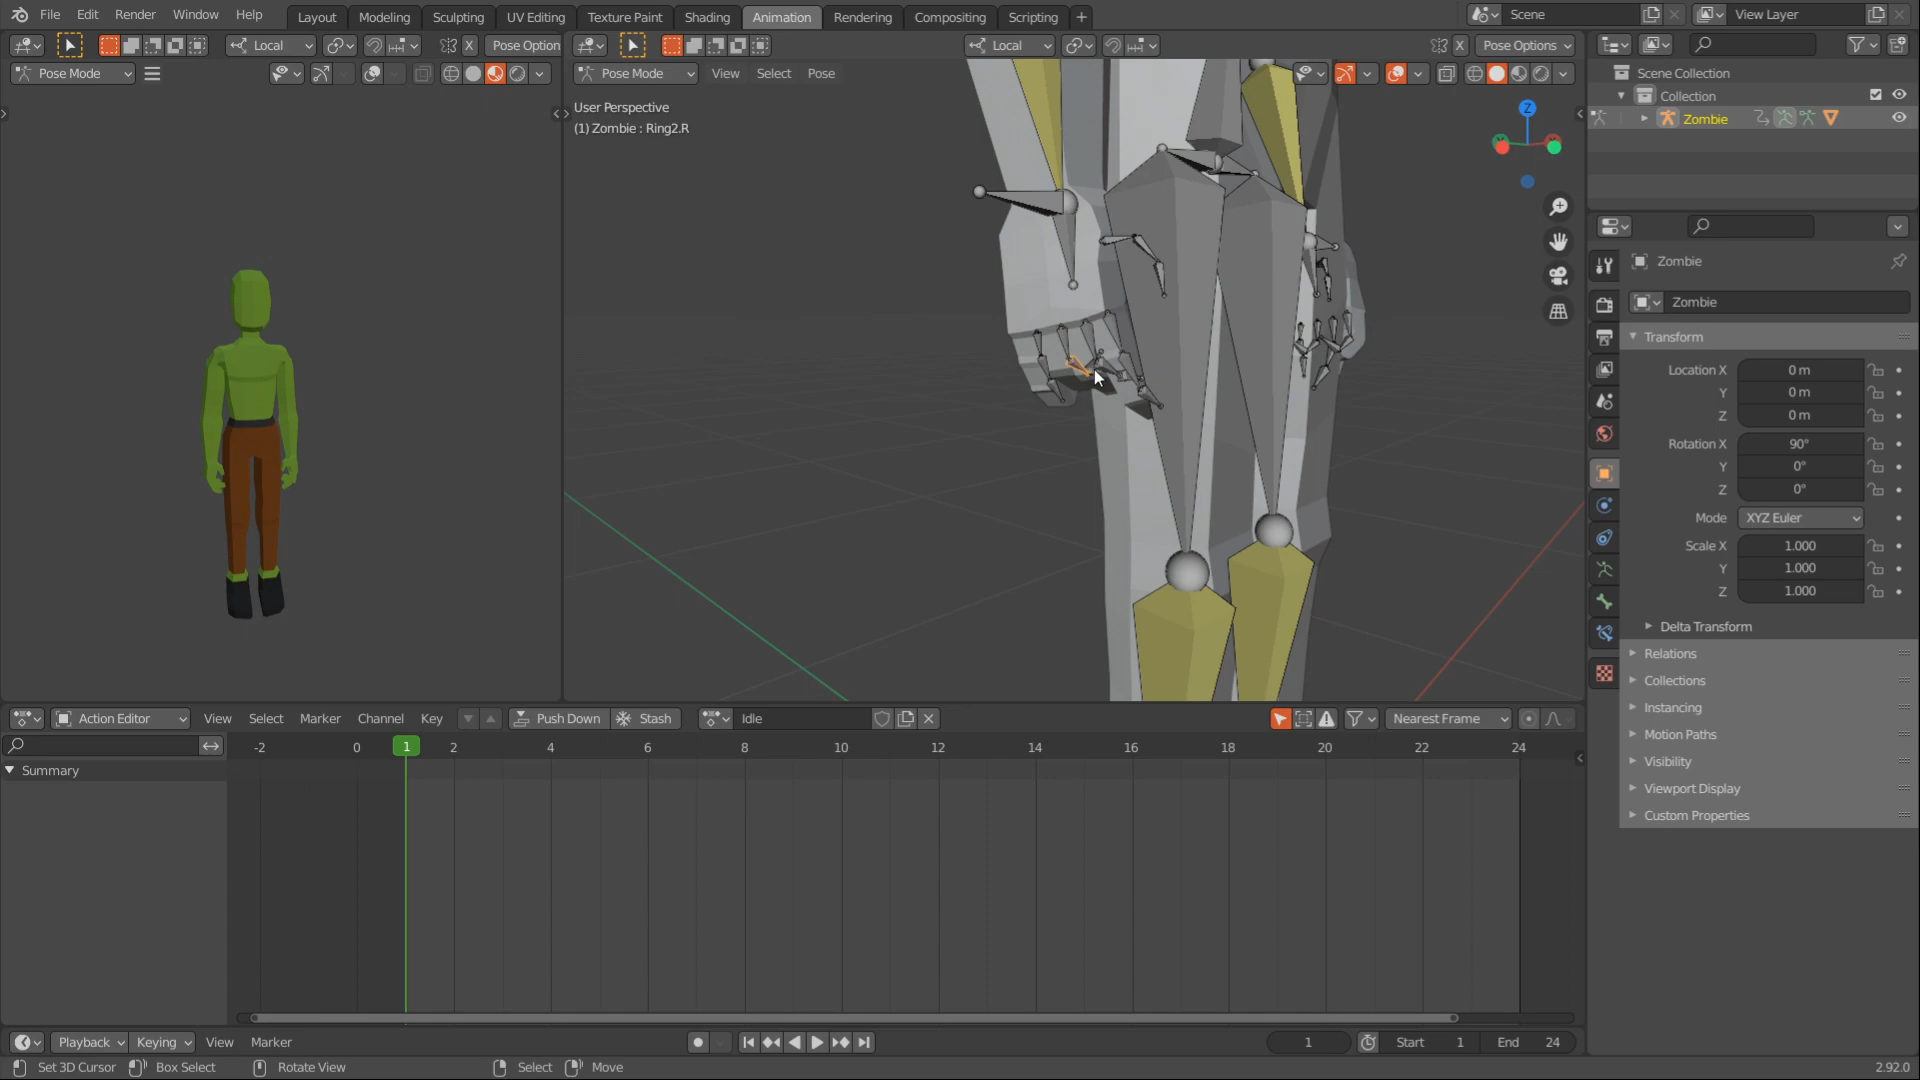 File Edit Render Window Help Layout Modeling Sculpting UV Editing Texture Paint Shading Animation Rendering Compositing Scripting + Scene View Layer
Local X Pose Option Local X Pose Options
Pose Mode Pose Mode View Select Pose
User Perspective
(1) Zombie : Ring2.R
Z
Scene Collection
Collection
Zombie
Zombie
Zombie
Transform
Location X 0 m
Y 0 m
Z 0 m
Rotation X 90°
Y 0°
Z 0°
Mode XYZ Euler
Scale X 1.000
Y 1.000
Z 1.000
Delta Transform
Relations
Collections
Instancing
Motion Paths
Visibility
Viewport Display
Custom Properties
Action Editor View Select Marker Channel Key Push Down Stash Idle Nearest Frame
-2 0 1 2 4 6 8 10 12 14 16 18 20 22 24
Summary
Playback Keying View Marker 1 Start 1 End 24
Set 3D Cursor Box Select Rotate View Select Move 2.92.0